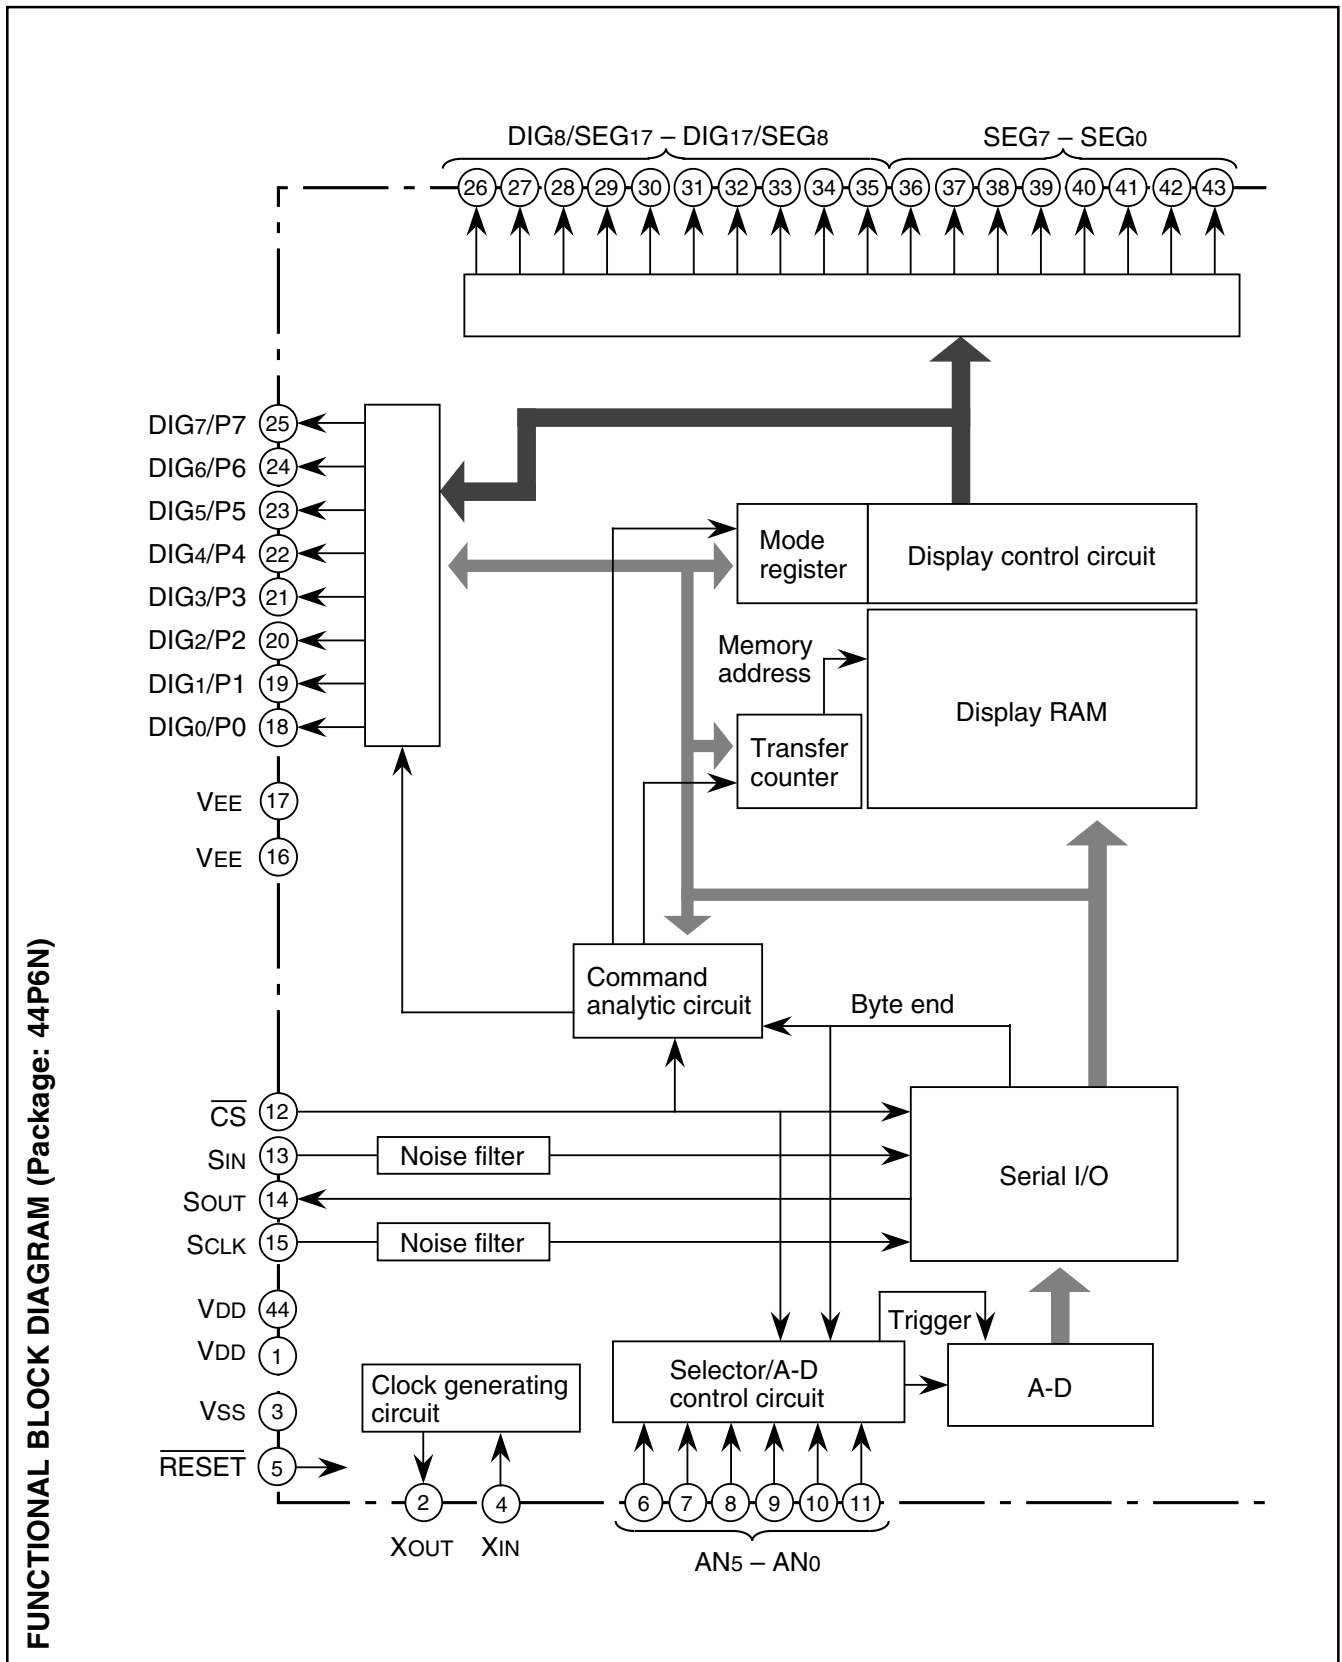 FUNCTIONAL BLOCK DIAGRAM (Package: 44P6N)
DIG8/SEG17 – DIG17/SEG8
SEG7 – SEG0
26 27 28 29 30 31 32 33 34 35 36 37 38 39 40 41 42 43
DIG7/P7 25
DIG6/P6 24
DIG5/P5 23
DIG4/P4 22
DIG3/P3 21
DIG2/P2 20
DIG1/P1 19
DIG0/P0 18
VEE 17
VEE 16
Mode
register
Display control circuit
Memory
address
Display RAM
Transfer
counter
Command
analytic circuit
Byte end
CS 12
SIN 13
Noise filter
SOUT 14
SCLK 15
Noise filter
Serial I/O
VDD 44
VDD 1
VSS 3
RESET 5
Clock generating
circuit
Selector/A-D
control circuit
Trigger
A-D
2 4 6 7 8 9 10 11
XOUT XIN
AN5 – AN0